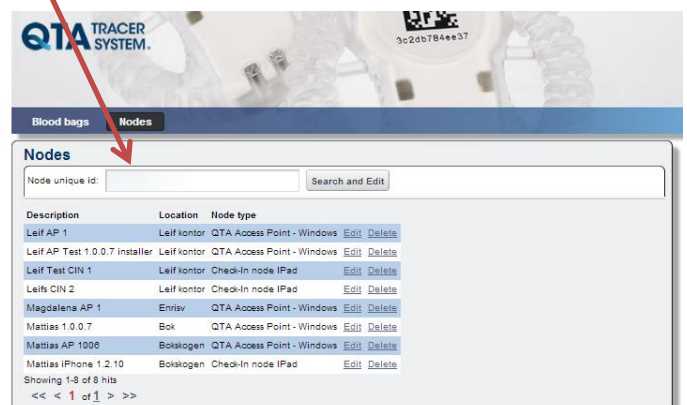 QTA TRACER SYSTEM.
3c2db784ee37
Blood bags Nodes
Nodes
Node unique id: Search and Edit
Description Location Node type
Leif AP 1 Leif kontor QTA Access Point - Windows Edit Delete
Leif AP Test 1.0.0.7 installer Leif kontor QTA Access Point - Windows Edit Delete
Leif Test CIN 1 Leif kontor Check-In node IPad Edit Delete
Leifs CIN 2 Leif kontor Check-In node IPad Edit Delete
Magdalena AP 1 Enrisv QTA Access Point - Windows Edit Delete
Mattias 1.0.0.7 Bok QTA Access Point - Windows Edit Delete
Mattias AP 1006 Bokskogen QTA Access Point - Windows Edit Delete
Mattias iPhone 1.2.10 Bokskogen Check-In node IPad Edit Delete
Showing 1-8 of 8 hits
<< < 1 of 1 > >>